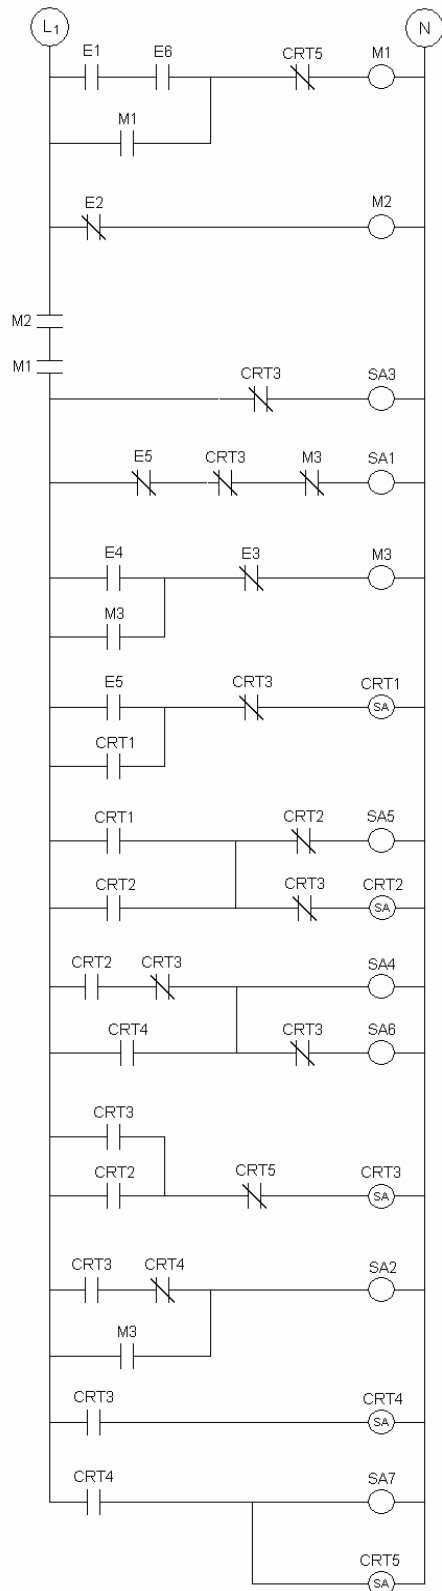 L1 N
E1 E6 CRT5 M1
M1
E2 M2
M2
M1
CRT3 SA3
E5 CRT3 M3 SA1
E4 E3 M3
M3
E5 CRT3 CRT1
SA
CRT1
CRT1 CRT2 SA5
CRT2 CRT3 CRT2
SA
CRT2 CRT3 SA4
CRT4 CRT3 SA6
CRT3
CRT2 CRT5 CRT3
SA
CRT3 CRT4 SA2
M3
CRT3 CRT4
SA
CRT4 SA7
CRT5
SA